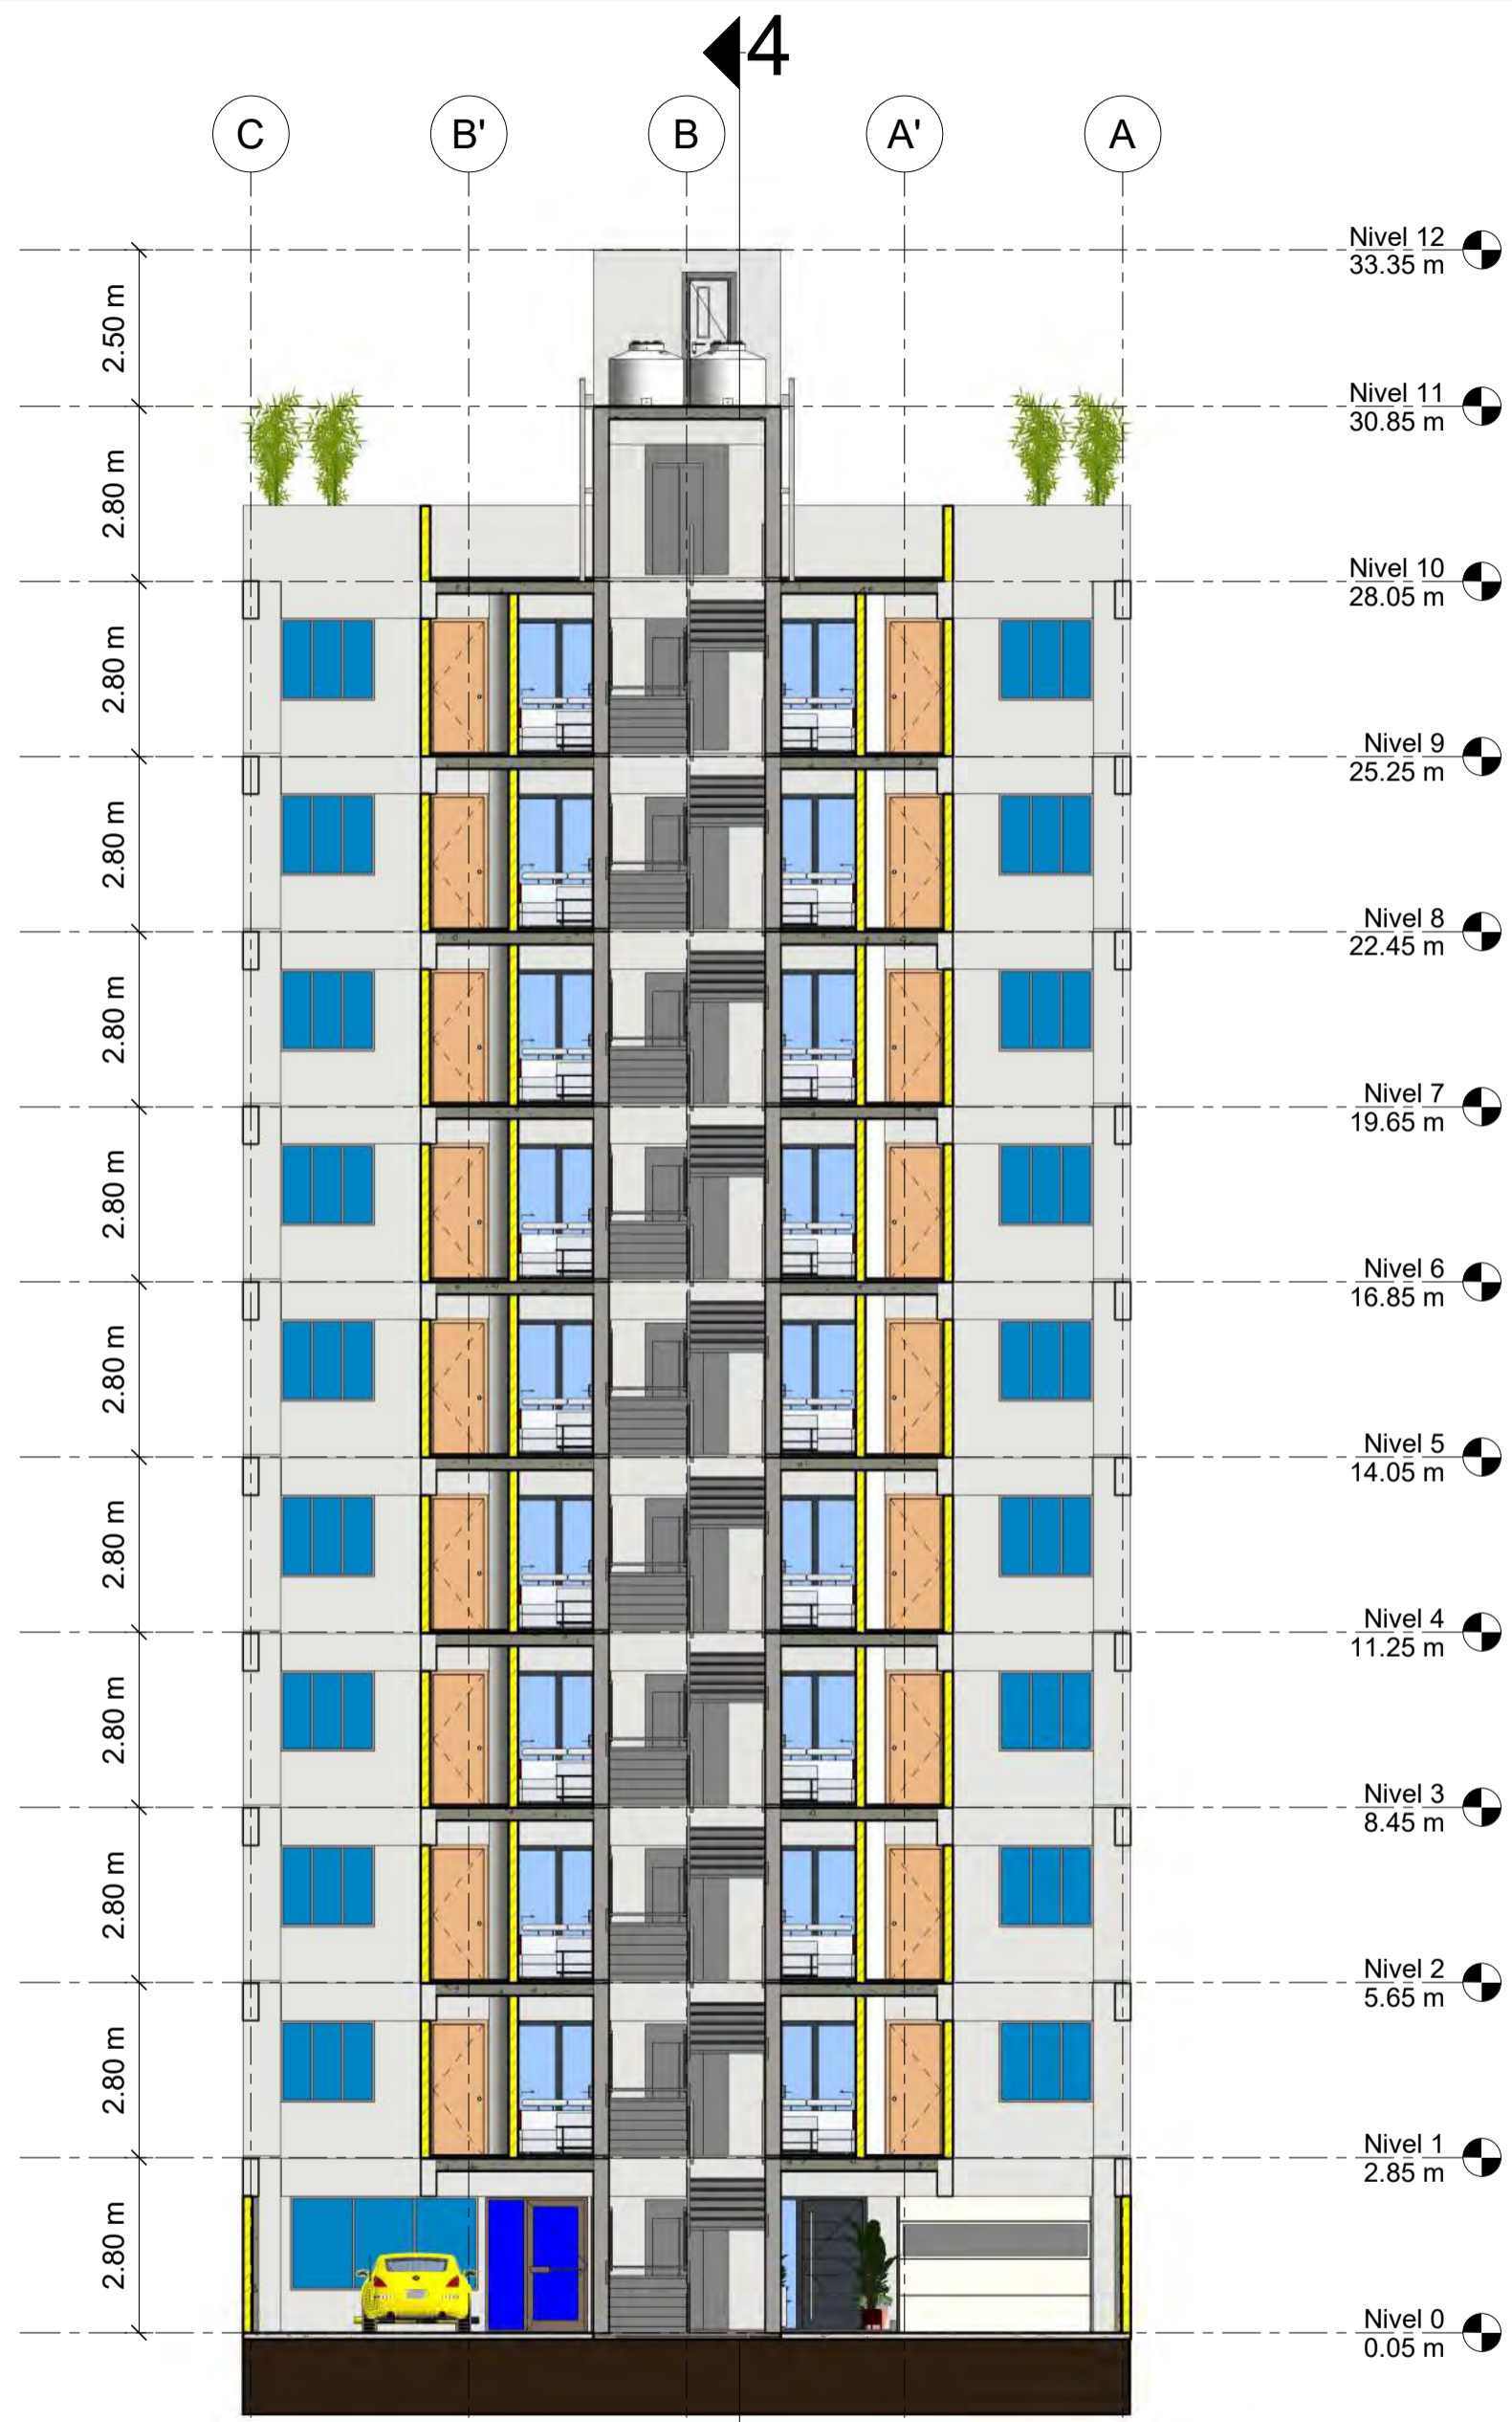 4
C
B'
B
A'
A
Nivel 12
33.35 m
2.50 m
Nivel 11
30.85 m
2.80 m
Nivel 10
28.05 m
2.80 m
Nivel 9
25.25 m
2.80 m
Nivel 8
22.45 m
2.80 m
Nivel 7
19.65 m
2.80 m
Nivel 6
16.85 m
2.80 m
Nivel 5
14.05 m
2.80 m
Nivel 4
11.25 m
2.80 m
Nivel 3
8.45 m
2.80 m
Nivel 2
5.65 m
2.80 m
Nivel 1
2.85 m
2.80 m
Nivel 0
0.05 m